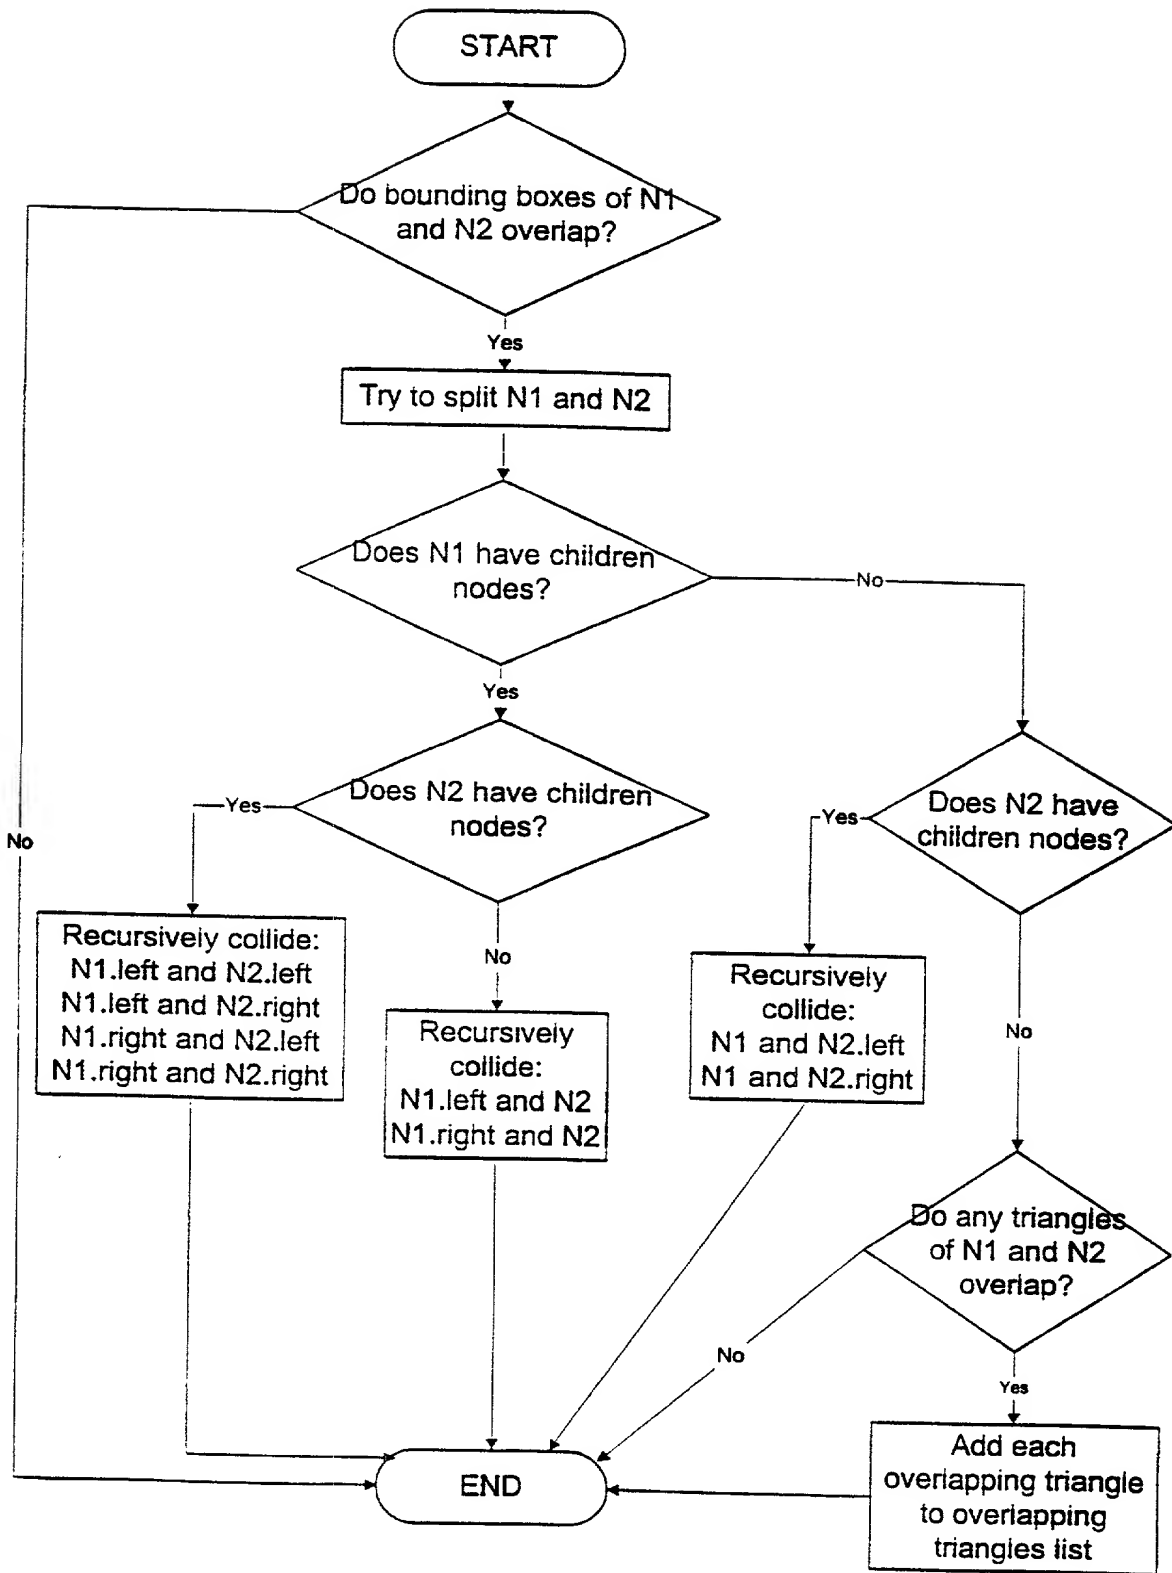 START
Do bounding boxes of N1
and N2 overlap?
Yes
Try to split N1 and N2
Does N1 have children
nodes?
No
Yes
Does N2 have children
nodes?
Yes
No
Does N2 have
children nodes?
Yes
No
Recursively collide:
N1.left and N2.left
N1.left and N2.right
N1.right and N2.left
N1.right and N2.right
No
Recursively
collide:
N1.left and N2
N1.right and N2
Recursively
collide:
N1 and N2.left
N1 and N2.right
No
Do any triangles
of N1 and N2
overlap?
No
Yes
Add each
overlapping triangle
to overlapping
triangles list
END